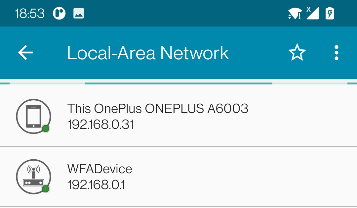 18:53
Local-Area Network
This OnePlus ONEPLUS A6003
192.168.0.31
WFADevice
192.168.0.1